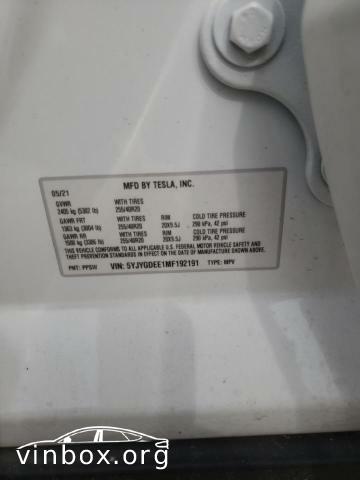 05/21 MFD BY TESLA, INC.
GVWR WITH TIRES
2405 kg (5302 lb) 255/40R20
GAWR FRT WITH TIRES RIM COLD TIRE PRESSURE
1363 kg (3004 lb) 255/40R20 20X9.5J 290 kPa, 42 psi
GAWR RR WITH TIRES RIM COLD TIRE PRESSURE
255/40R20 20X9.5J 290 kPa, 42 psi
THIS VEHICLE CONFORMS TO ALL APPLICABLE U.S. FEDERAL MOTOR VEHICLE SAFETY AND
THEFT PREVENTION STANDARDS IN EFFECT ON THE DATE OF MANUFACTURE SHOWN ABOVE.
PNT: PPSW VIN: 5YJYGDEE1MF192191 TYPE: MPV
vinbox.org